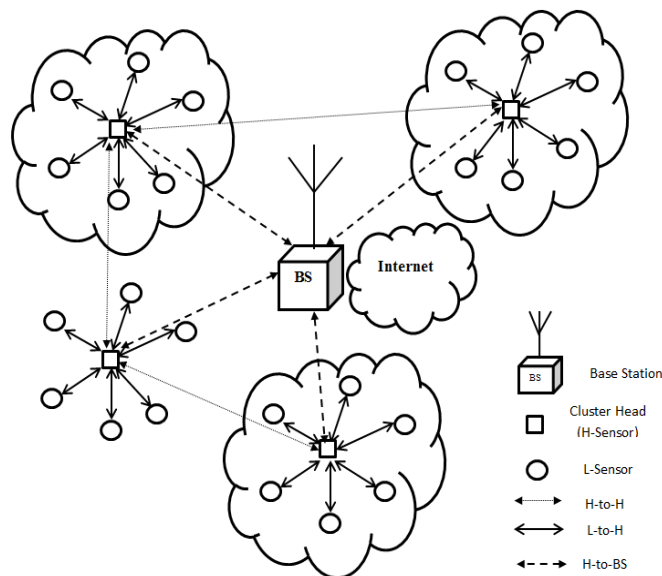 Internet
BS
BS
Base Station
Cluster Head
(H-Sensor)
L-Sensor
H-to-H
L-to-H
H-to-BS